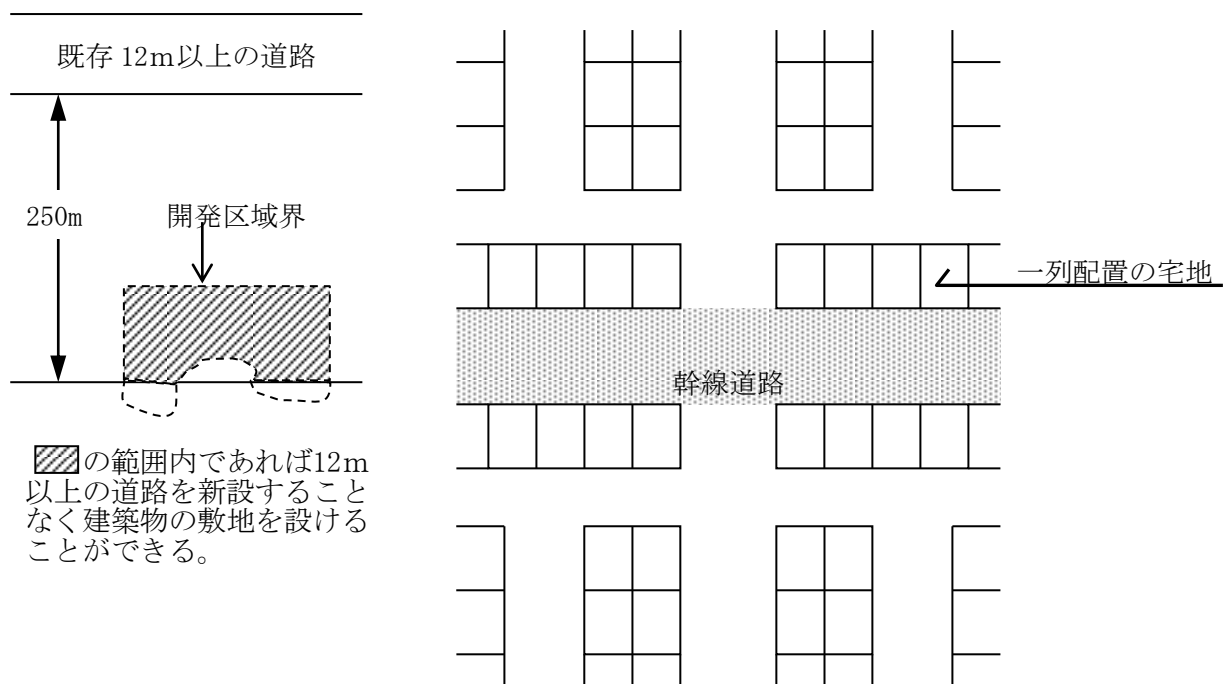 既存 12m以上の道路
250m
開発区域界
の範囲内であれば12m
以上の道路を新設すること
なく建築物の敷地を設ける
ことができる。
一列配置の宅地
幹線道路